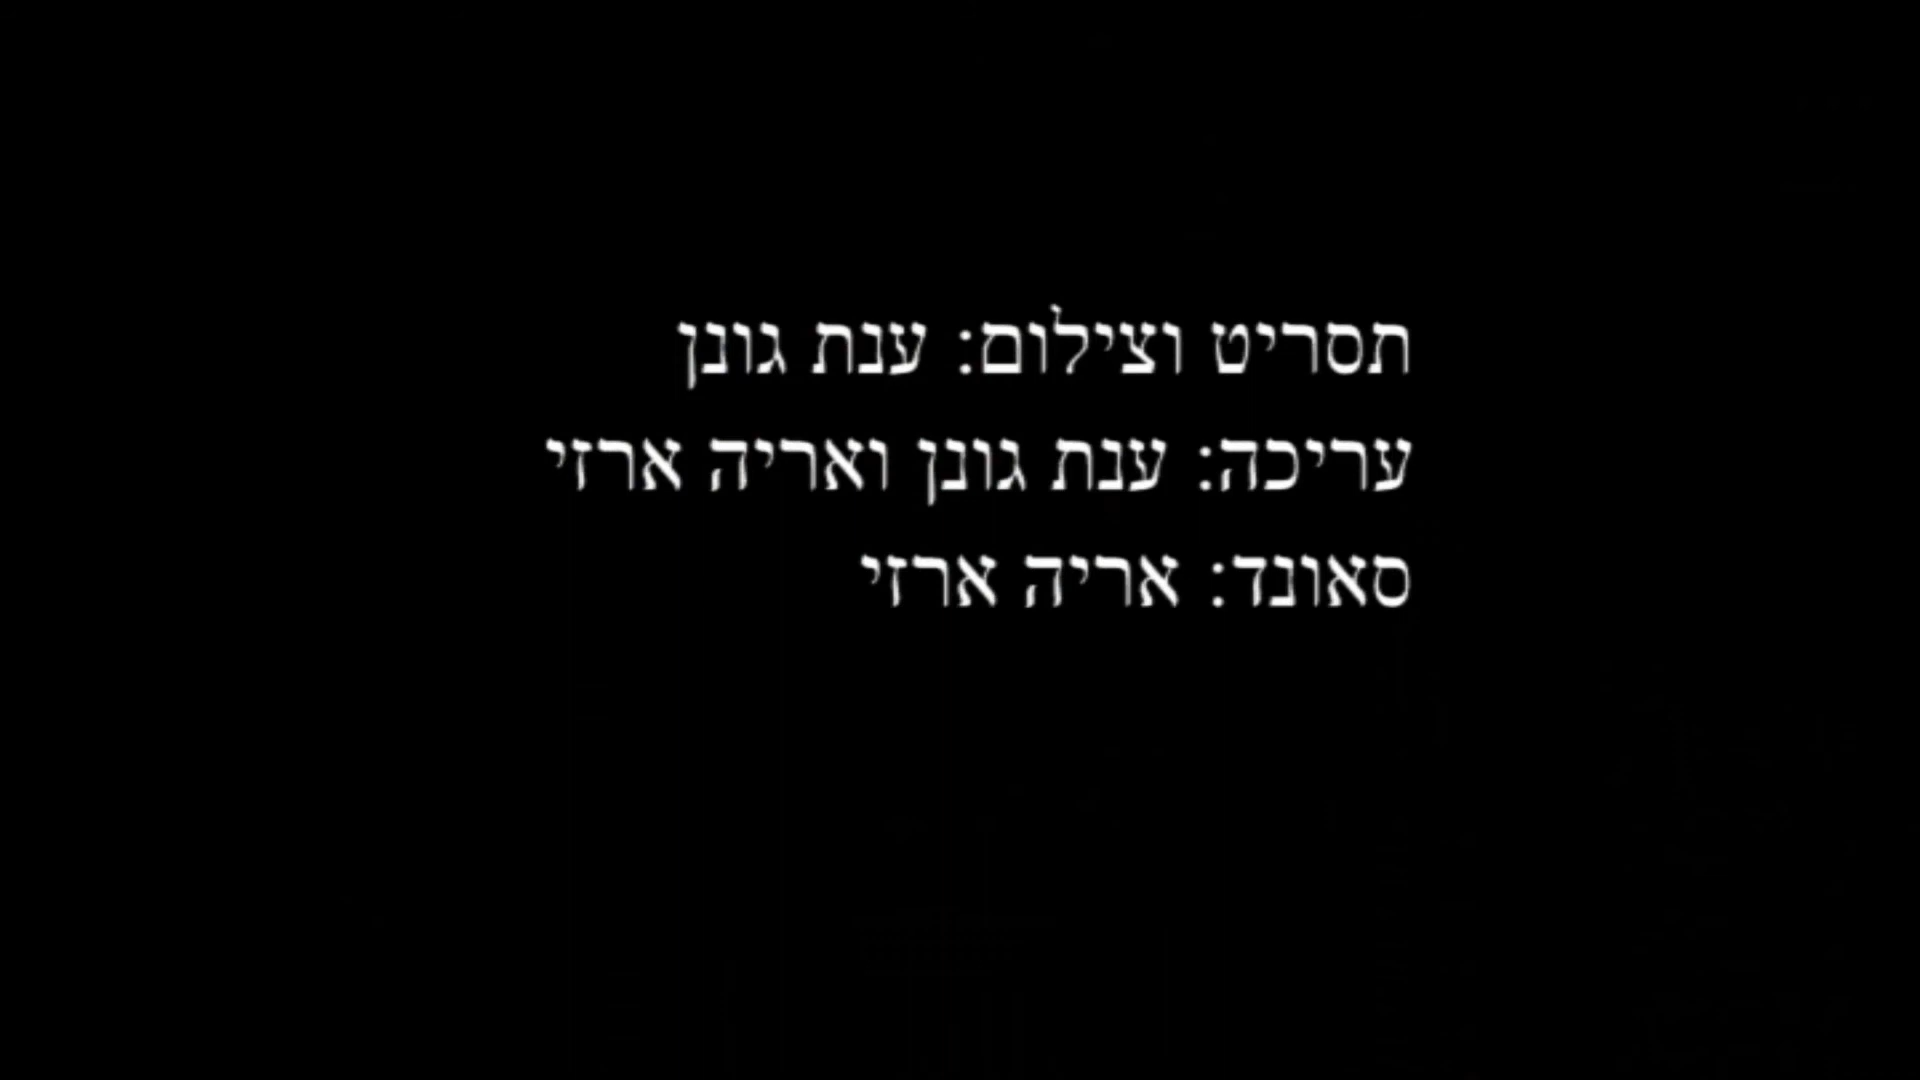 תסריט וצילום: ענת גונן
עריכה: ענת גונן ואריה ארזי
סאונד: אריה ארזי